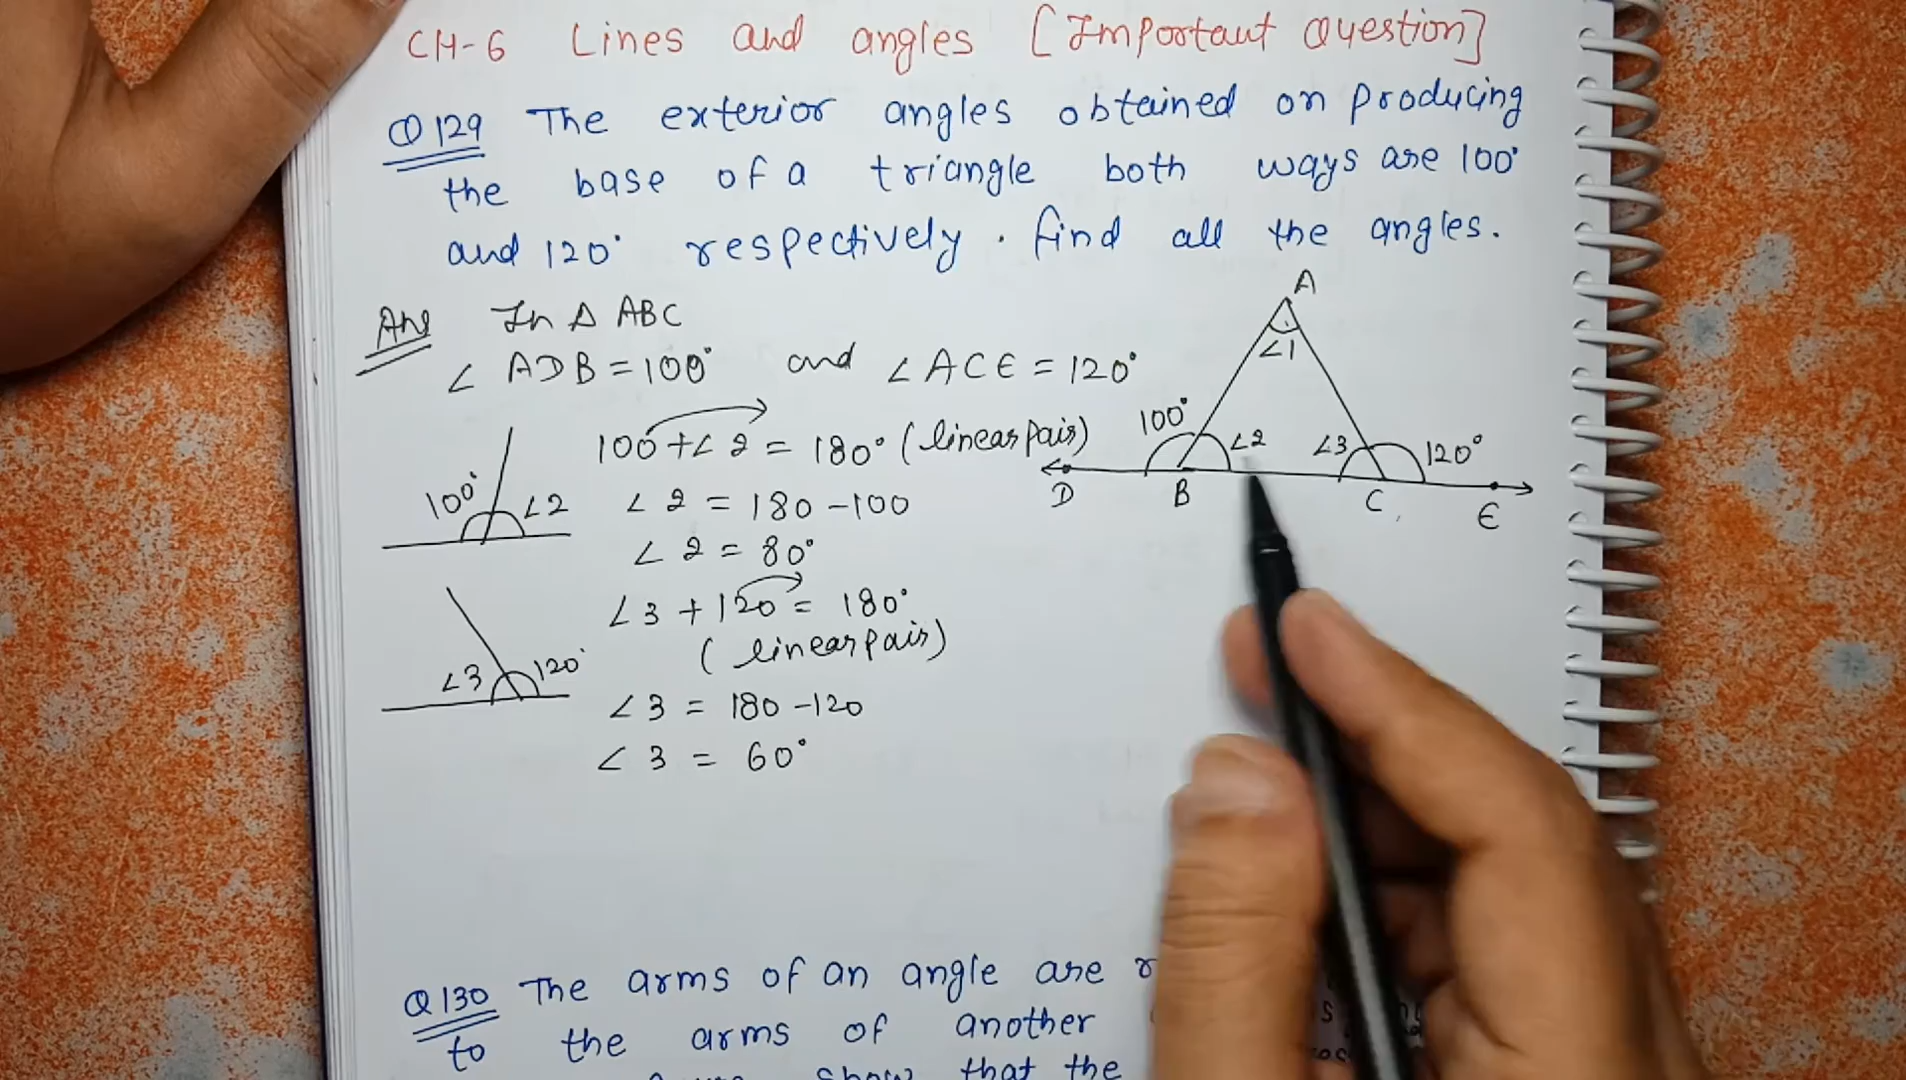 CH-6 Lines and angles [Important Question]
Q129 The exterior angles obtained on producing
the base of a triangle both ways are 100°
and 120° respectively. find all the angles.
Ans In △ ABC
∠ ADB = 100° and ∠ ACE = 120°
100 + ∠2 = 180° (linear pair)
∠2 = 180 - 100
∠2 = 80°
∠3 + 120 = 180°
(linear pair)
∠3 = 180 - 120
∠3 = 60°
100° ∠2
∠3 120°
A
∠1
100° ∠2 ∠3 120°
D B C E
Q130 The arms of an angle are
to the arms of another
show that the